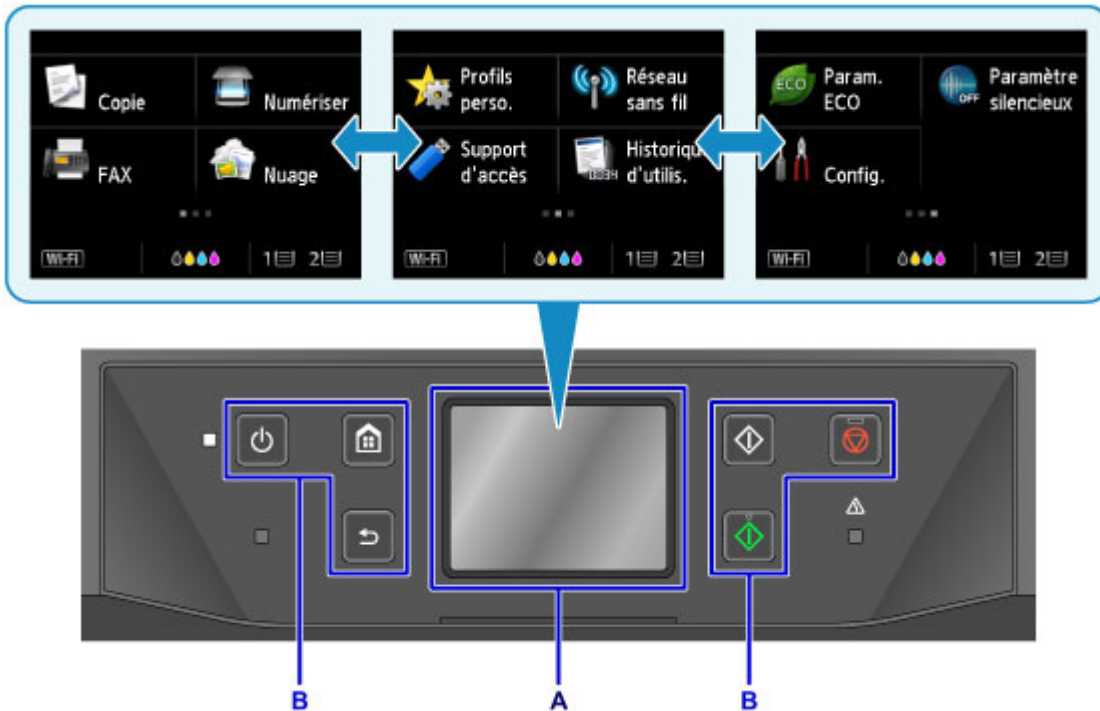 Copie
Numériser
FAX
Nuage
Wi-Fi
1 2
Profils
perso.
Réseau
sans fil
Support
d'accès
Historiqu
d'utilis.
Wi-Fi
1 2
ECO
Param.
ECO
OFF
Paramètre
silencieux
Config.
Wi-Fi
1 2
B
A
B